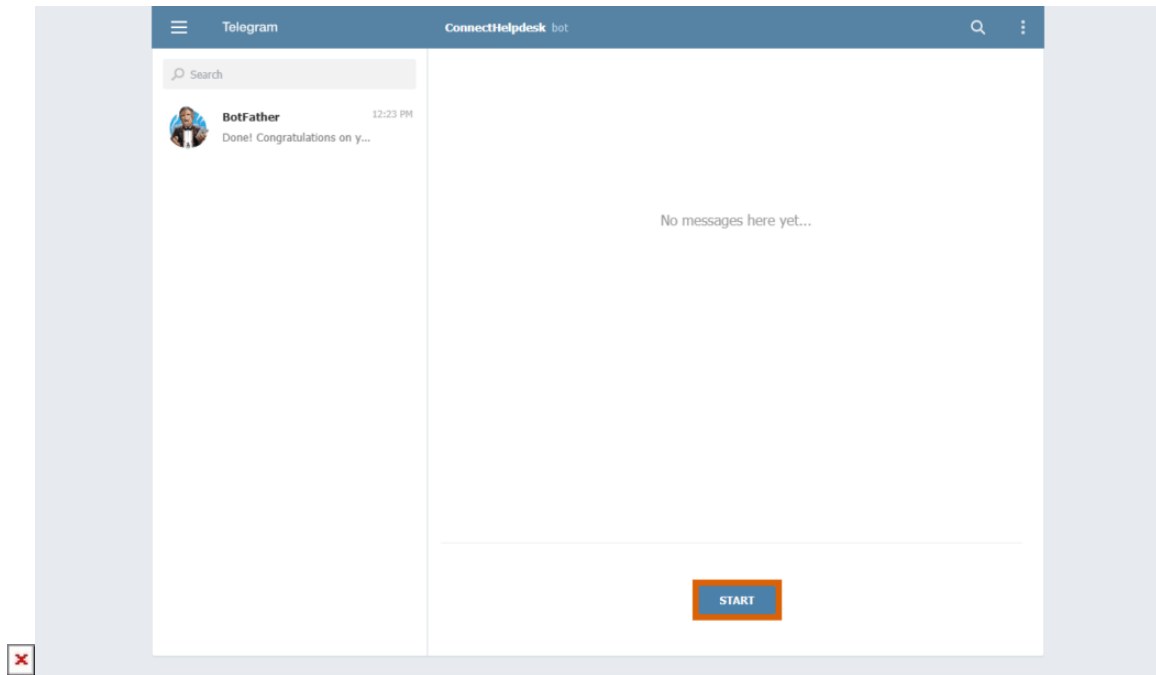 Telegram
ConnectHelpdesk bot
Search
BotFather 12:23 PM
Done! Congratulations on y...
No messages here yet...
START